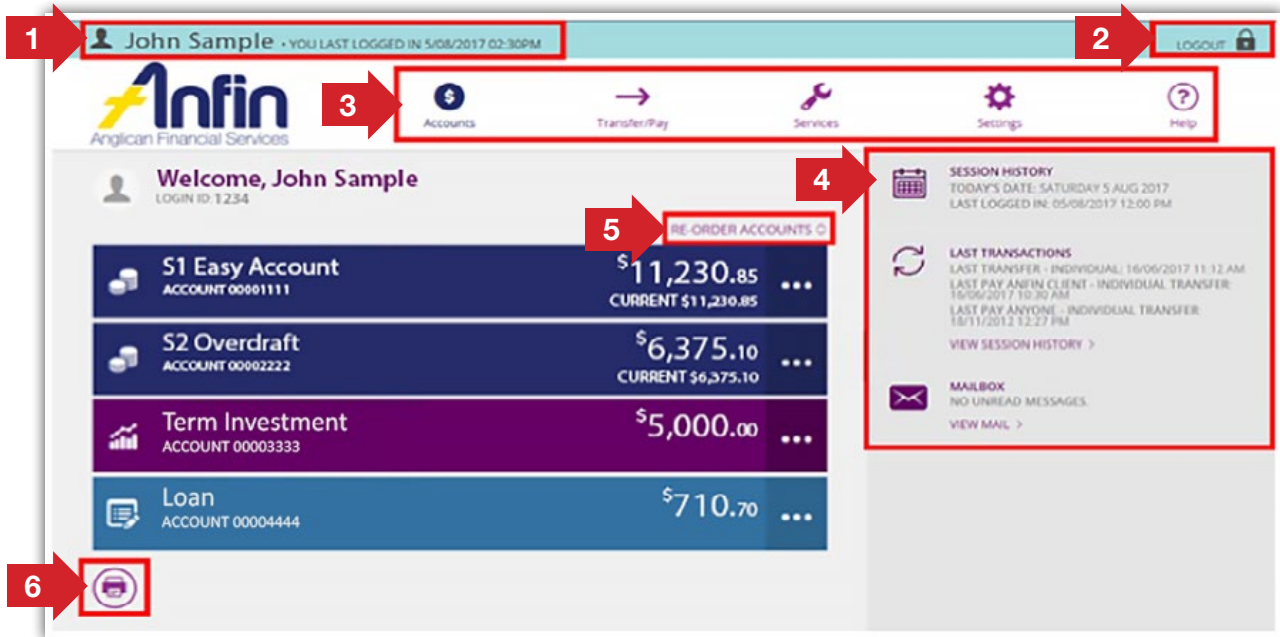 1
John Sample • YOU LAST LOGGED IN 5/08/2017 02:30PM
2
LOGOUT
Anfin
Anglican Financial Services
3
Accounts
Transfer/Pay
Services
Settings
Help
Welcome, John Sample
LOGIN ID: 1234
5
RE-ORDER ACCOUNTS
S1 Easy Account
ACCOUNT 00001111
$11,230.85
CURRENT $11,230.85
S2 Overdraft
ACCOUNT 00002222
$6,375.10
CURRENT $6,375.10
Term Investment
ACCOUNT 00003333
$5,000.00
Loan
ACCOUNT 00004444
$710.70
4
SESSION HISTORY
TODAY'S DATE: SATURDAY 5 AUG 2017
LAST LOGGED IN: 05/08/2017 12:00 PM
LAST TRANSACTIONS
LAST TRANSFER - INDIVIDUAL: 16/06/2017 11:12 AM
LAST PAY ANFIN CLIENT - INDIVIDUAL TRANSFER:
16/06/2017 10:30 AM
LAST PAY ANYONE - INDIVIDUAL TRANSFER:
18/11/2012 12:27 PM
VIEW SESSION HISTORY >
MAILBOX
NO UNREAD MESSAGES.
VIEW MAIL >
6